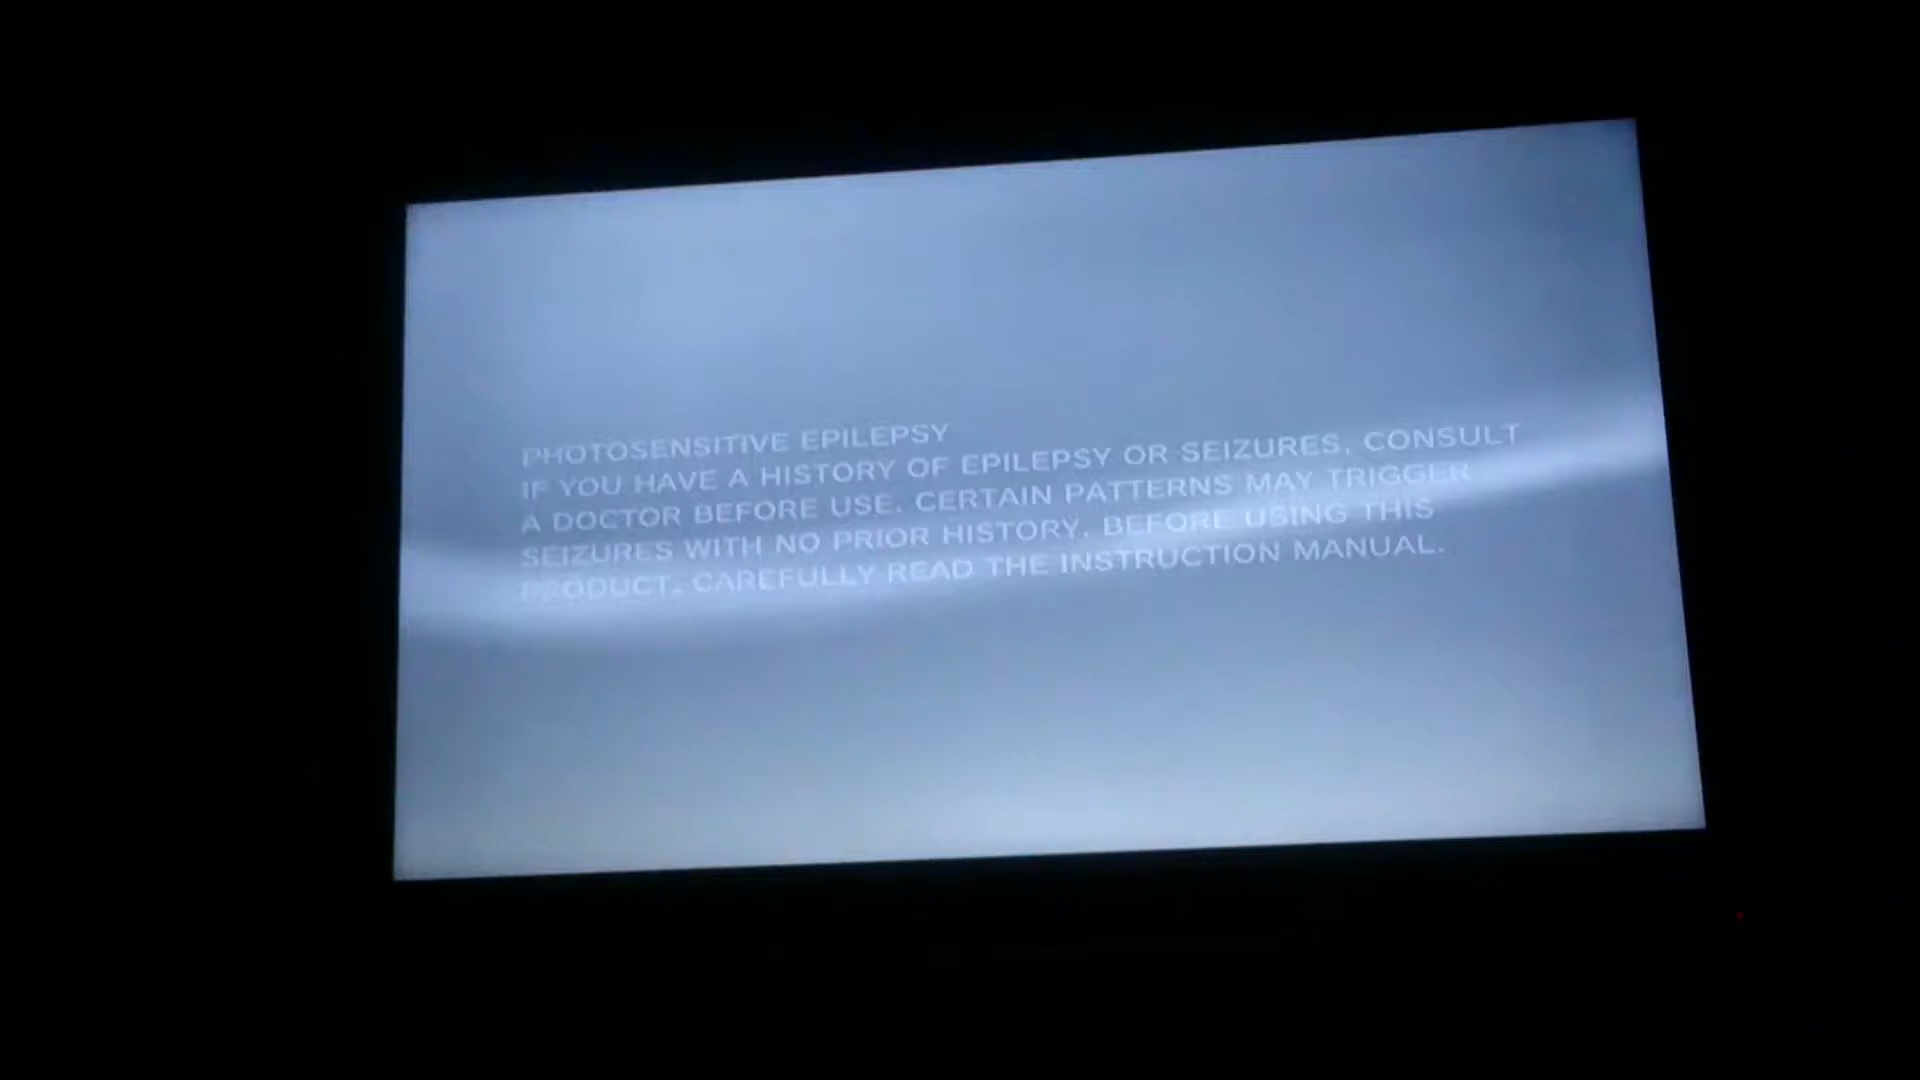 PHOTOSENSITIVE EPILEPSY
IF YOU HAVE A HISTORY OF EPILEPSY OR SEIZURES, CONSULT
A DOCTOR BEFORE USE. CERTAIN PATTERNS MAY TRIGGER
SEIZURES WITH NO PRIOR HISTORY. BEFORE USING THIS
PRODUCT, CAREFULLY READ THE INSTRUCTION MANUAL.